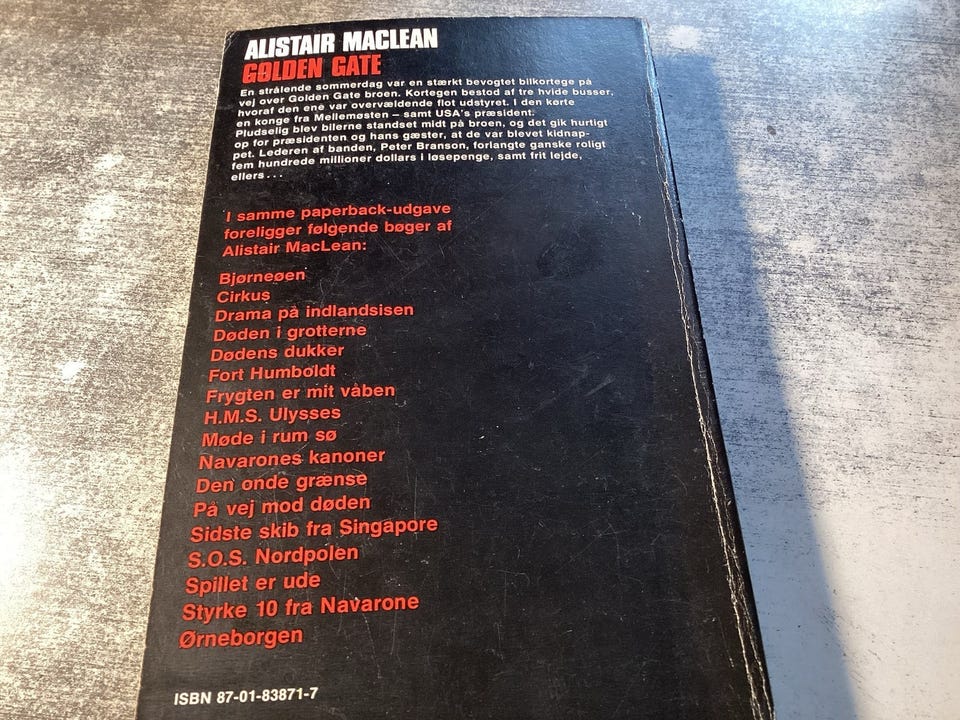 ALISTAIR MACLEAN
GOLDEN GATE
En strålende sommerdag var en stærkt bevogtet bilkortege på
vej over Golden Gate broen. Kortegen bestod af tre hvide busser,
hvoraf den ene var overvældende flot udstyret. I den kørte
en konge fra Mellemøsten – samt USA's præsident.
Pludselig blev bilerne standset midt på broen, og det gik hurtigt
op for præsidenten og hans gæster, at de var blevet kidnap-
pet. Lederen af banden, Peter Branson, forlangte ganske roligt
fem hundrede millioner dollars i løsepenge, samt frit lejde,
ellers...
I samme paperback-udgave
foreligger følgende bøger af
Alistair MacLean:
Bjørneøen
Cirkus
Drama på indlandsisen
Døden i grotterne
Dødens dukker
Fort Humboldt
Frygten er mit våben
H.M.S. Ulysses
Møde i rum sø
Navarones kanoner
Den onde grænse
På vej mod døden
Sidste skib fra Singapore
S.O.S. Nordpolen
Spillet er ude
Styrke 10 fra Navarone
Ørneborgen
ISBN 87-01-83871-7